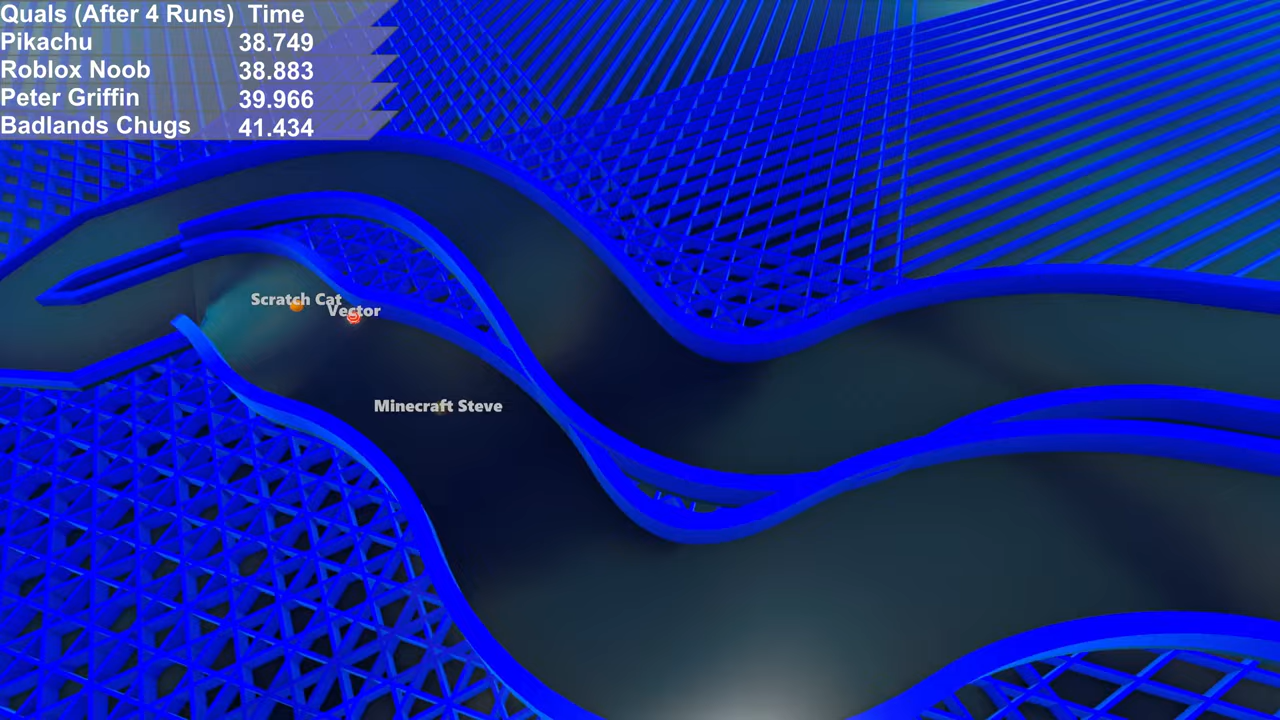 Quals (After 4 Runs) Time
Pikachu 38.749
Roblox Noob 38.883
Peter Griffin 39.966
Badlands Chugs 41.434
Scratch Cat
Vector
Minecraft Steve